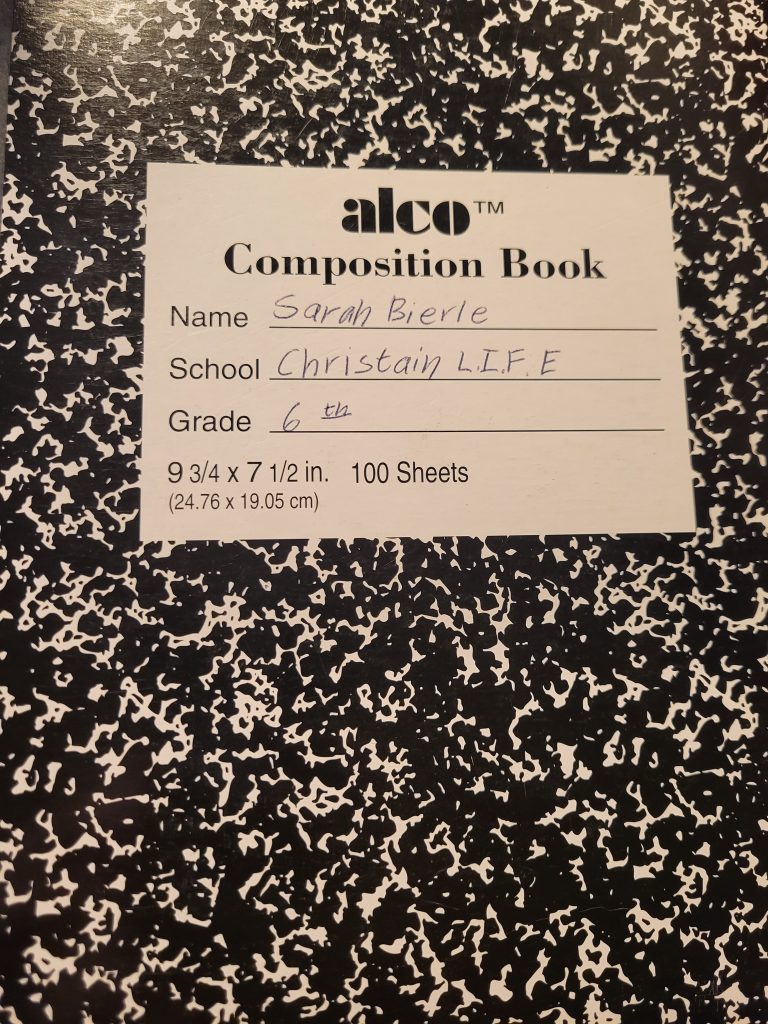 alco™
Composition Book
Name Sarah Bierle
School Christain L.I.F.E
Grade 6 th
9 3/4 x 7 1/2 in. 100 Sheets
(24.76 x 19.05 cm)